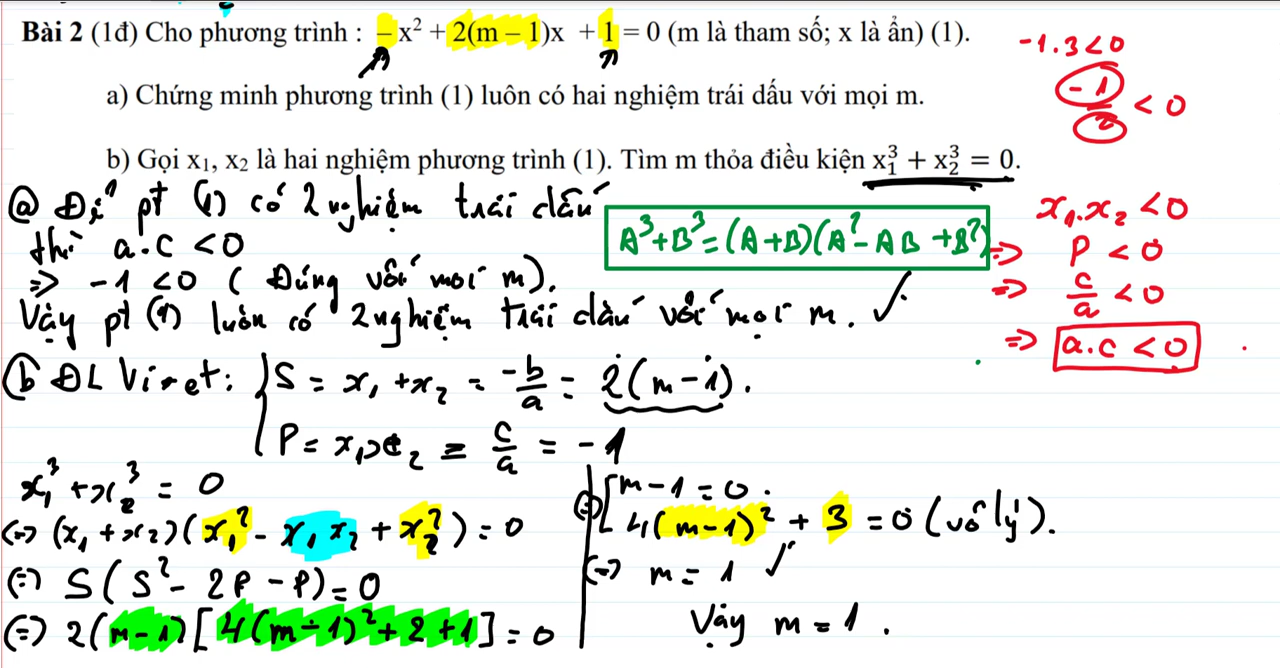 Bài 2 (1đ) Cho phương trình : −x² + 2(m − 1)x + 1 = 0 (m là tham số; x là ẩn) (1).
a) Chứng minh phương trình (1) luôn có hai nghiệm trái dấu với mọi m.
b) Gọi x₁, x₂ là hai nghiệm phương trình (1). Tìm m thỏa điều kiện x₁³ + x₂³ = 0.
-1.3<0
-1/2 < 0
x₁.x₂ < 0
=> P < 0
=> c/a < 0
=> a.c < 0
A³+B³=(A+B)(A²-AB+B²)
a Để pt (1) có 2 nghiệm trái dấu
thì a.c < 0
=> -1 < 0 (Đúng với mọi m).
Vậy pt (1) luôn có 2 nghiệm trái dấu với mọi m. ✓
b ĐL Viret: { S = x₁ + x₂ = -b/a = 2(m-1).
P = x₁x₂ = c/a = -1
x₁³ + x₂³ = 0
<=> (x₁ + x₂)(x₁² - x₁x₂ + x₂²) = 0
<=> S(S² - 2P - P) = 0
<=> 2(m-1)[4(m-1)² + 2 + 1] = 0
<=> [ m-1 = 0.
4(m-1)² + 3 = 0 (vô lý).
<=> m = 1 ✓
Vậy m = 1.